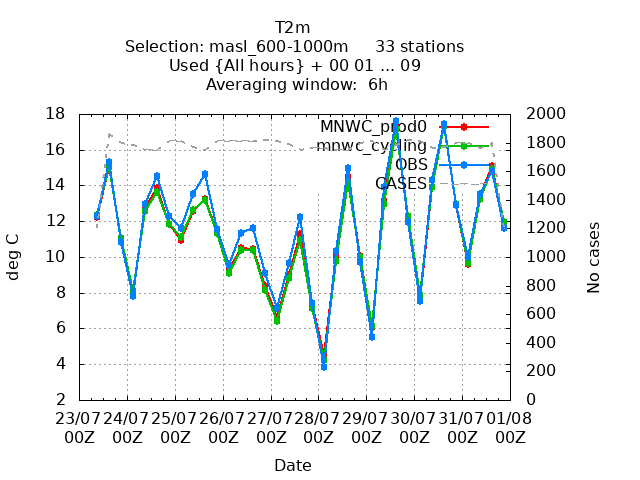 T2m
Selection: masl_600-1000m 33 stations
Used {All hours} + 00 01 ... 09
Averaging window: 6h
18 2000
MNWC_prod0
16 1800
mnwc_cycling
OBS
14 1600
CASES
12 1400
10 1200
8 1000
6 800
4 600
2 400
200
0
deg C
No cases
23/07 24/07 25/07 26/07 27/07 28/07 29/07 30/07 31/07 01/08
00Z 00Z 00Z 00Z 00Z 00Z 00Z 00Z 00Z 00Z
Date